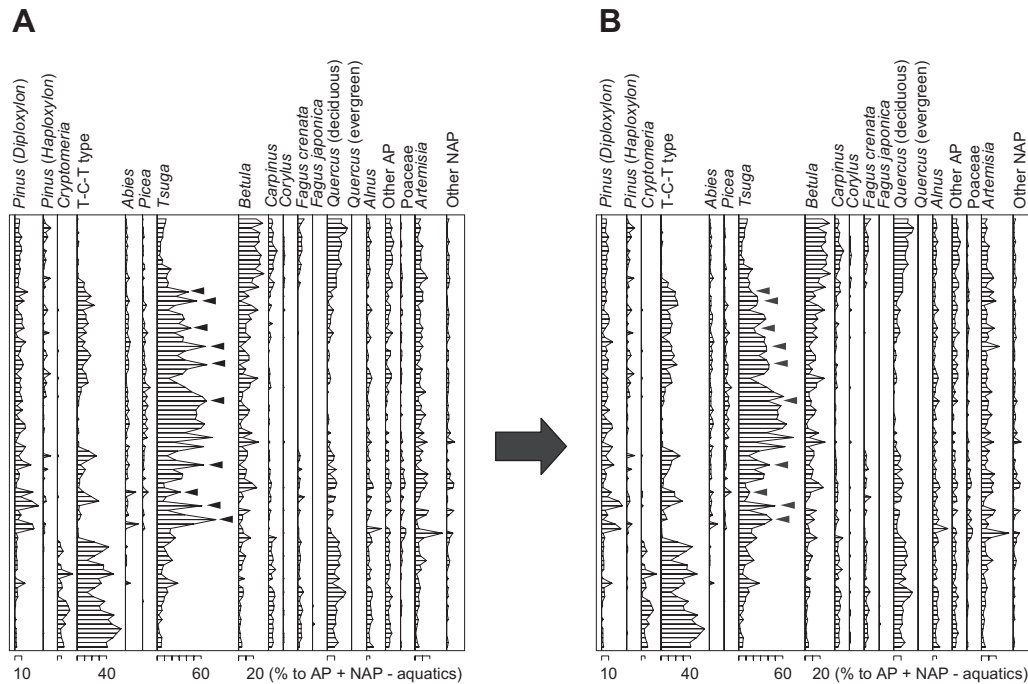 A
Pinus (Diploxylon)
Pinus (Haploxylon)
Cryptomeria
T-C-T type
Abies
Picea
Tsuga
Betula
Carpinus
Corylus
Fagus crenata
Fagus japonica
Quercus (deciduous)
Quercus (evergreen)
Alnus
Other AP
Poaceae
Artemisia
Other NAP
10 40 60 20 (% to AP + NAP - aquatics)
B
Pinus (Diploxylon)
Pinus (Haploxylon)
Cryptomeria
T-C-T type
Abies
Picea
Tsuga
Betula
Carpinus
Corylus
Fagus crenata
Fagus japonica
Quercus (deciduous)
Quercus (evergreen)
Alnus
Other AP
Poaceae
Artemisia
Other NAP
10 40 60 20 (% to AP + NAP - aquatics)